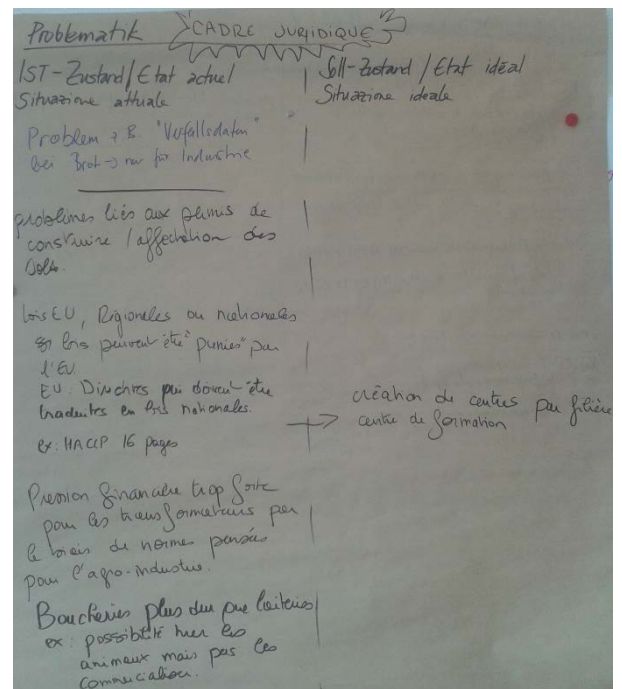 Problematik CADRE JURIDIQUE
IST-Zustand/Etat actuel
Situazione attuale
Soll-Zustand / Etat idéal
Situazione ideale
Problem z.B. "Verfallsdaten"
bei Brot → nur für Industrie
problèmes liés aux permis de
construire / affectation des
sols.
lois EU, Régionales ou nationales
lois peuvent être "punies" par
l'EU
EU: Directives qui doivent être
traduites en lois nationales.
ex: HACCP 16 pages
création de centres par filière
centre de formation
Pression financière trop forte
pour les transformateurs par
le biais de normes pensées
pour l'agro-industrie.
Boucheries plus dur que laiteries
ex: possibilité tuer les
animaux mais pas les